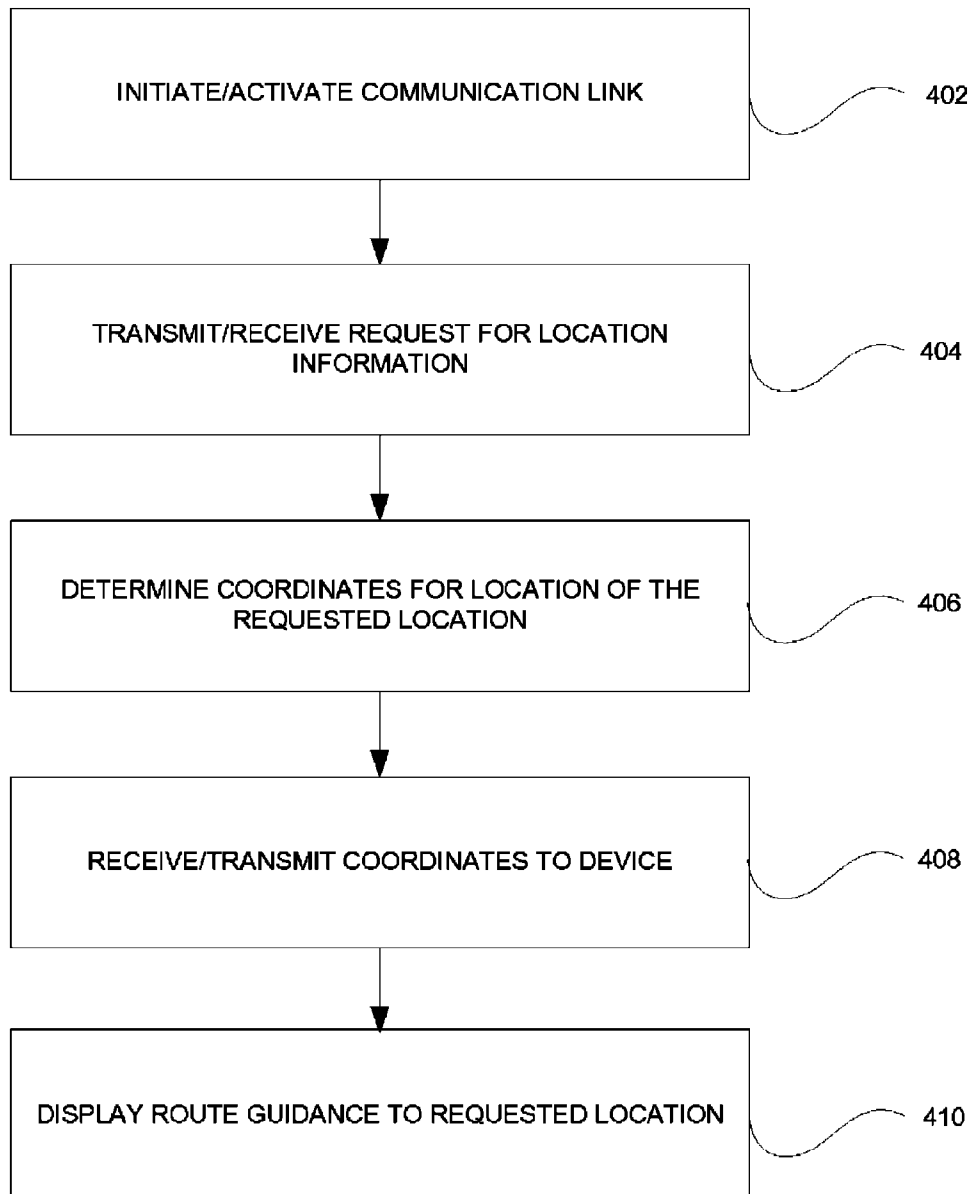 INITIATE/ACTIVATE COMMUNICATION LINK
402
TRANSMIT/RECEIVE REQUEST FOR LOCATION
INFORMATION
404
DETERMINE COORDINATES FOR LOCATION OF THE
REQUESTED LOCATION
406
RECEIVE/TRANSMIT COORDINATES TO DEVICE
408
DISPLAY ROUTE GUIDANCE TO REQUESTED LOCATION
410